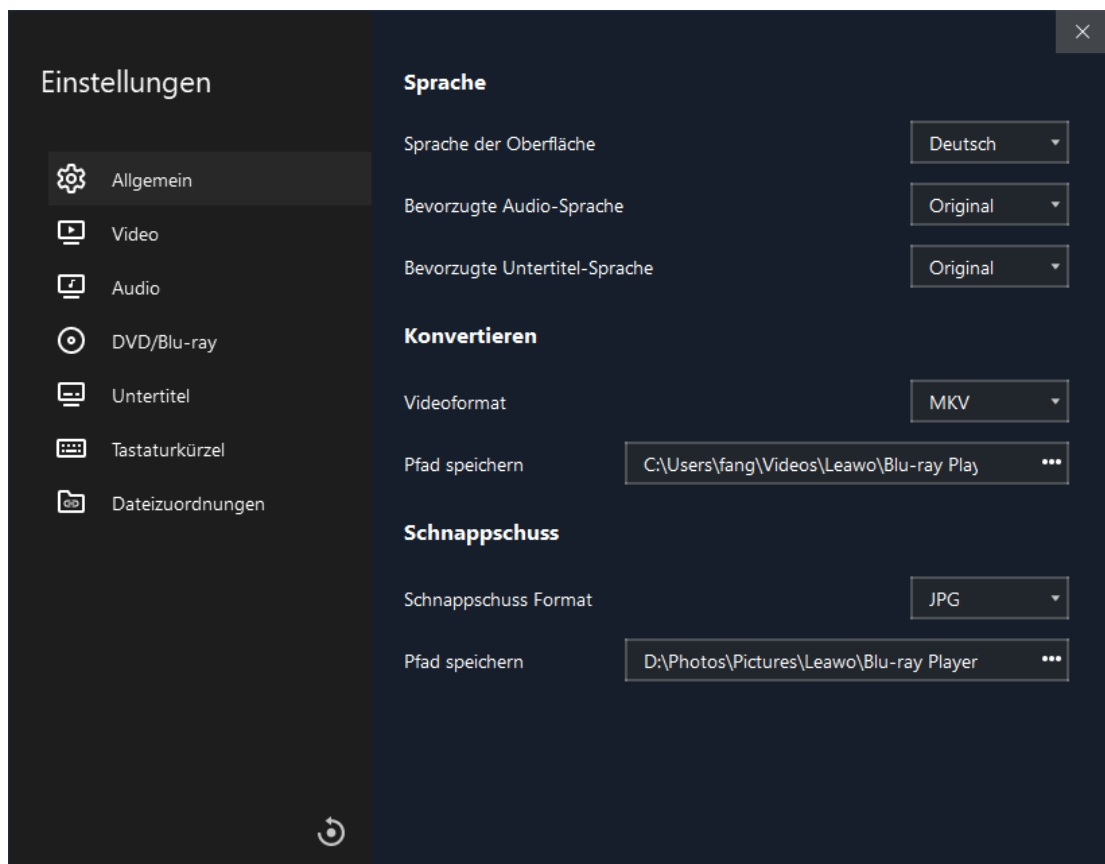 Einstellungen
Allgemein
Video
Audio
DVD/Blu-ray
Untertitel
Tastaturkürzel
Dateizuordnungen
Sprache
Sprache der Oberfläche Deutsch
Bevorzugte Audio-Sprache Original
Bevorzugte Untertitel-Sprache Original
Konvertieren
Videoformat MKV
Pfad speichern C:\Users\fang\Videos\Leawo\Blu-ray Play
Schnappschuss
Schnappschuss Format JPG
Pfad speichern D:\Photos\Pictures\Leawo\Blu-ray Player